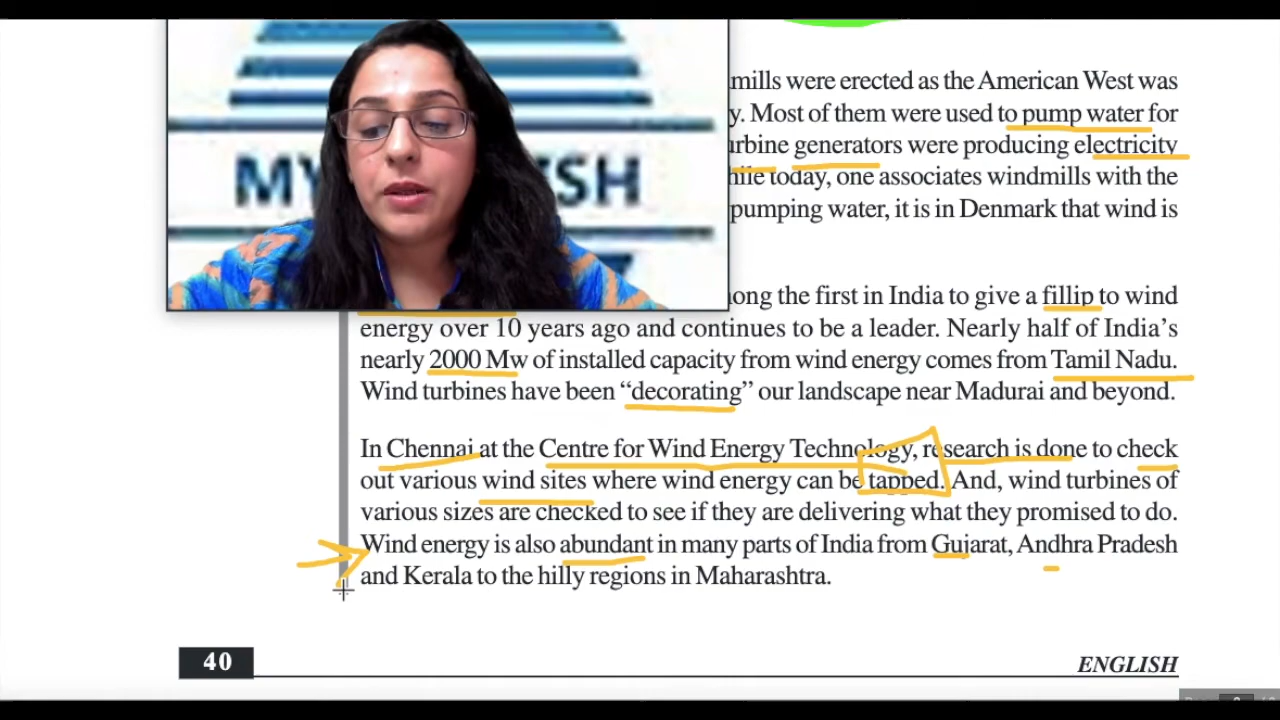 mills were erected as the American West was
y. Most of them were used to pump water for
urbine generators were producing electricity
hile today, one associates windmills with the
pumping water, it is in Denmark that wind is
MY SH
ong the first in India to give a fillip to wind
energy over 10 years ago and continues to be a leader. Nearly half of India's
nearly 2000 Mw of installed capacity from wind energy comes from Tamil Nadu.
Wind turbines have been “decorating” our landscape near Madurai and beyond.
In Chennai at the Centre for Wind Energy Technology, research is done to check
out various wind sites where wind energy can be tapped. And, wind turbines of
various sizes are checked to see if they are delivering what they promised to do.
Wind energy is also abundant in many parts of India from Gujarat, Andhra Pradesh
and Kerala to the hilly regions in Maharashtra.
40
ENGLISH